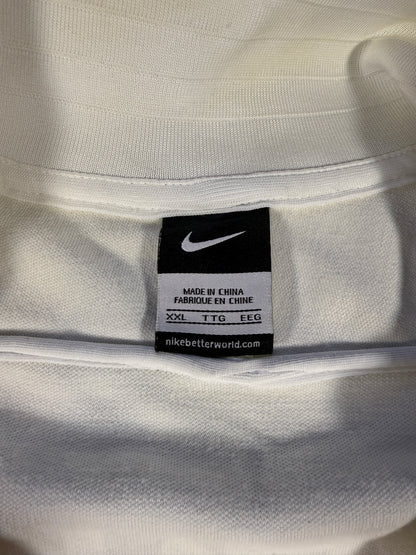 MADE IN CHINA
FABRIQUE EN CHINE
XXL TTG EEG
nikebetterworld.com